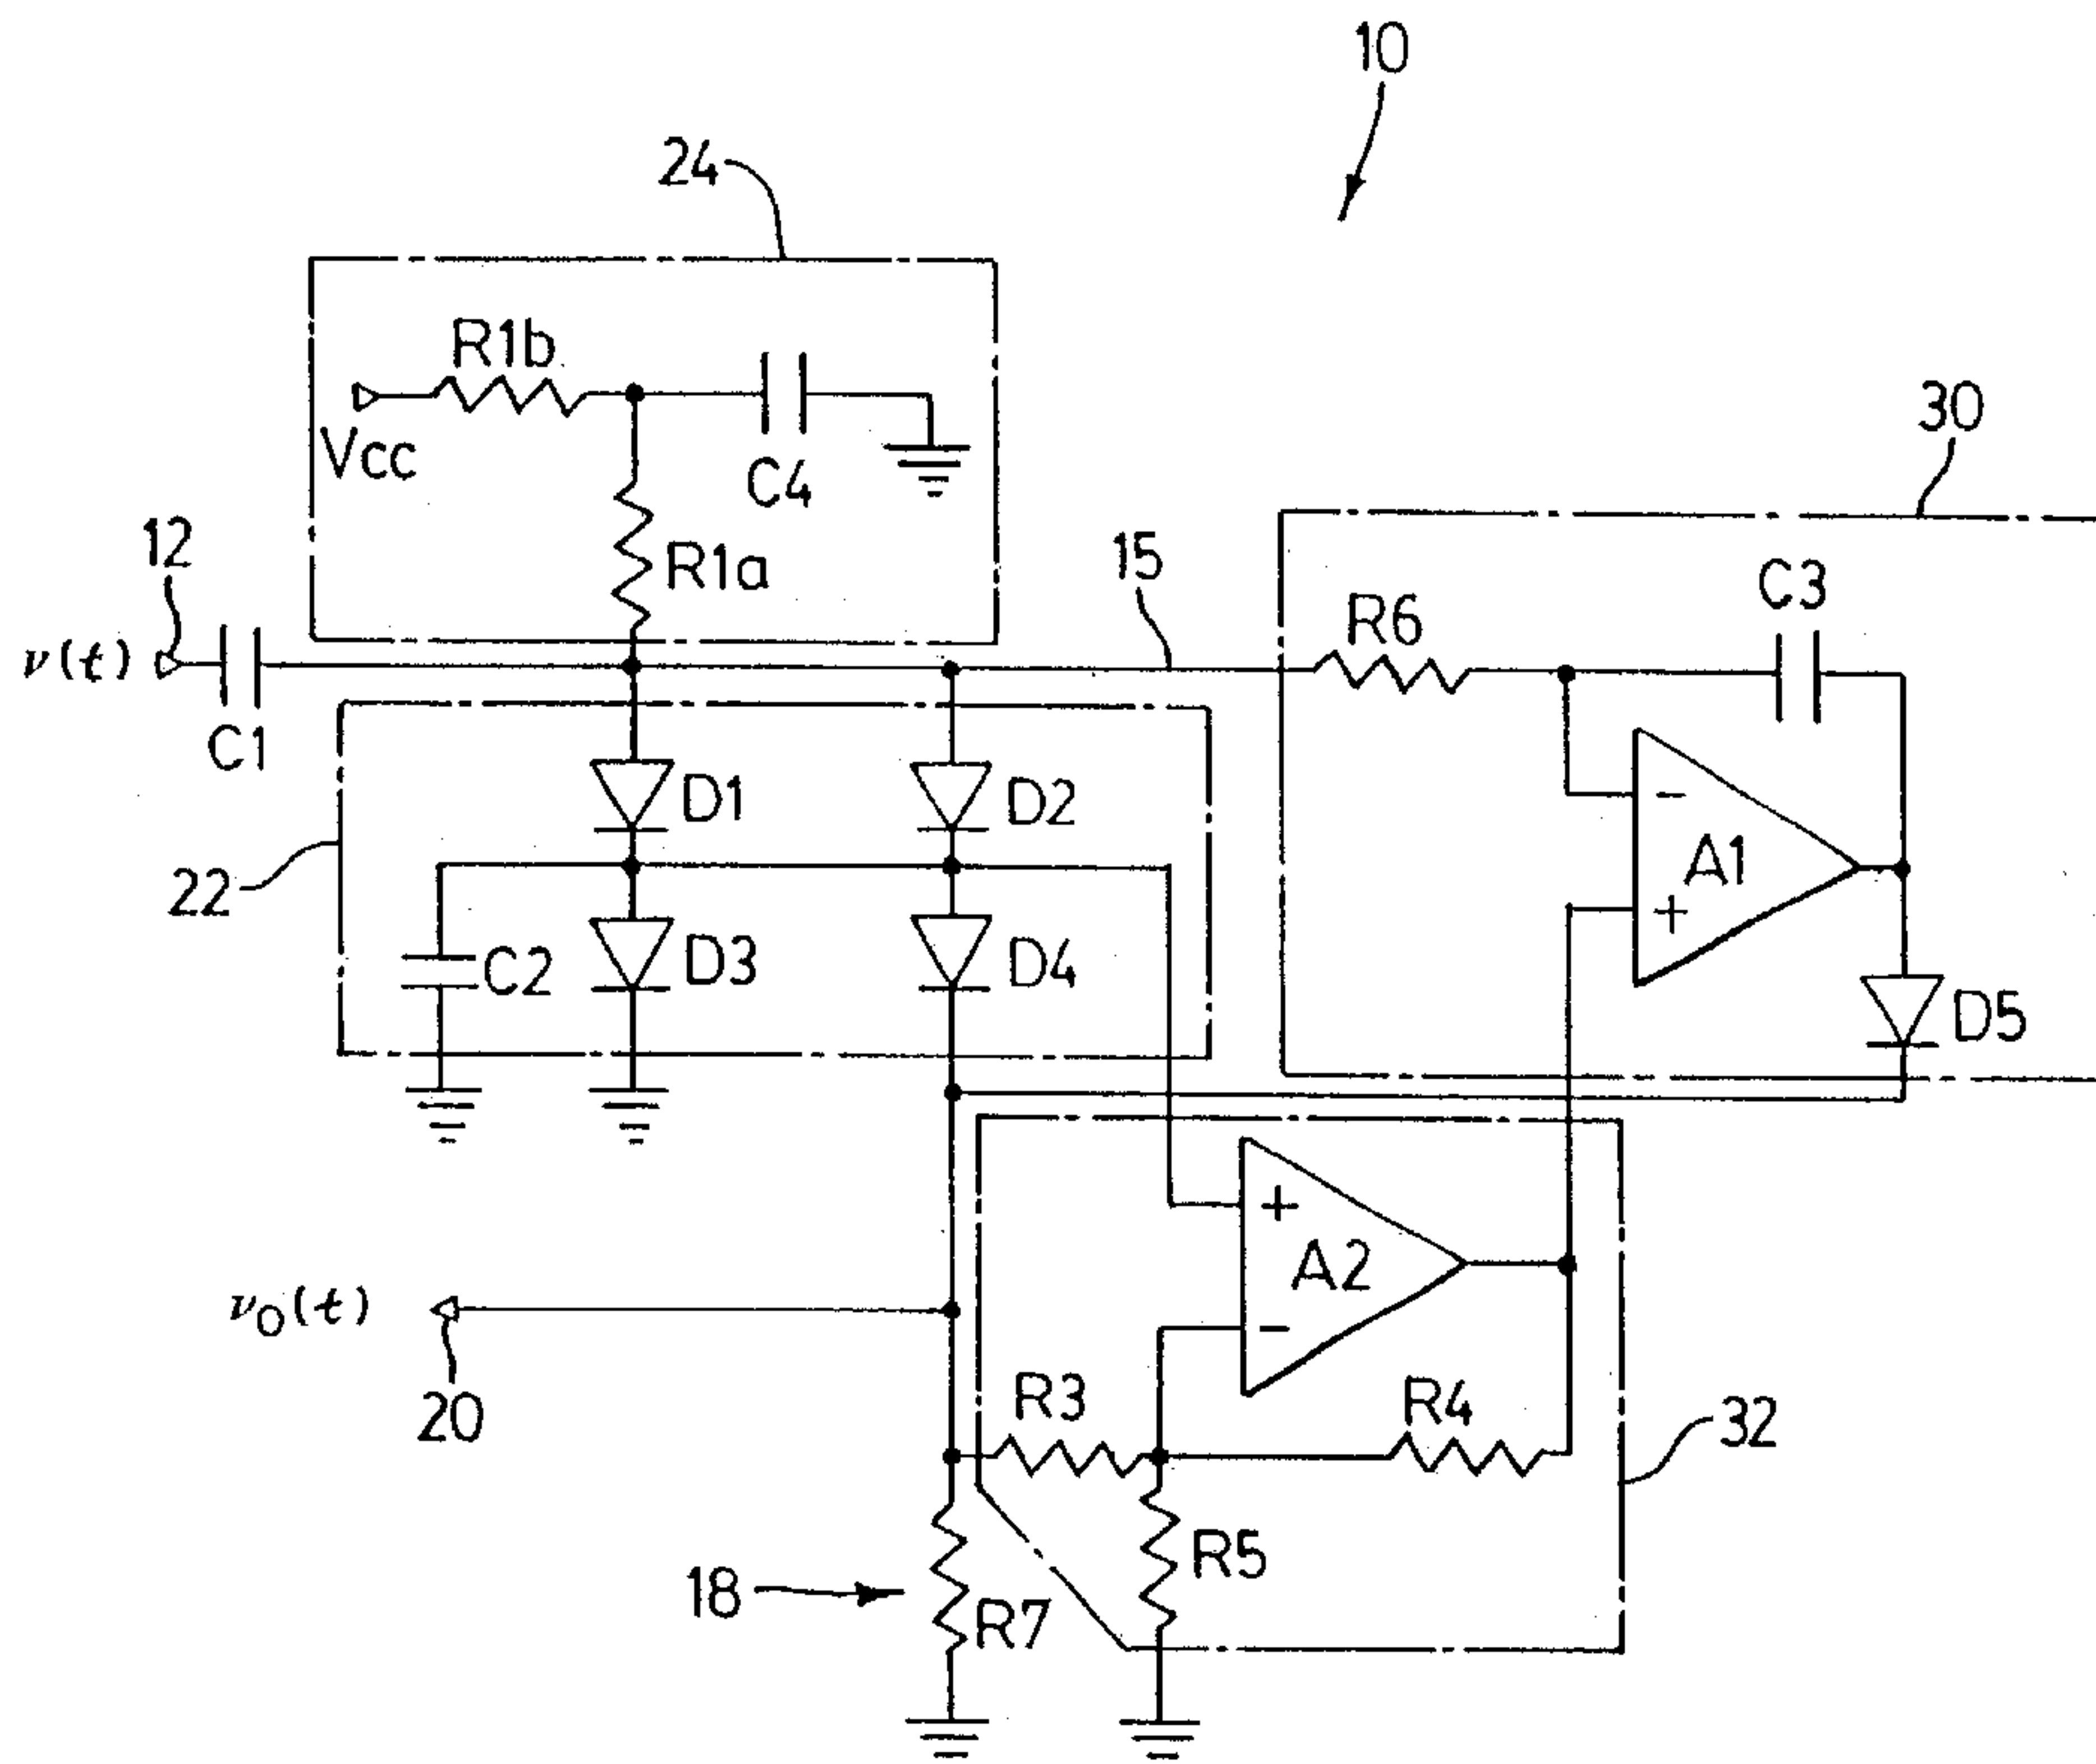 10
24
R1b
Vcc
C4
30
12
R1a
15
C3
R6
ν(t)
C1
D1
D2
A1
22
C2
D3
D4
D5
A2
ν0(t)
20
R3
R4
32
18
R5
R7